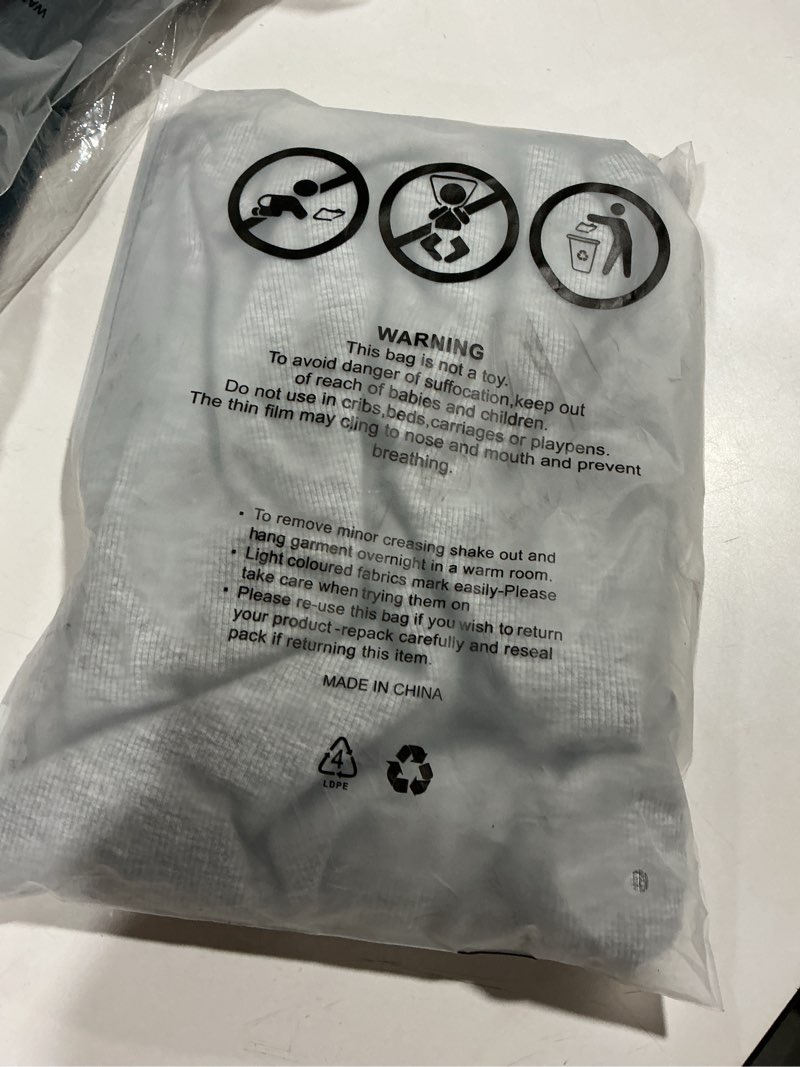 WARNING
This bag is not a toy.
To avoid danger of suffocation,keep out
of reach of babies and children.
Do not use in cribs,beds,carriages or playpens.
The thin film may cling to nose and mouth and prevent
breathing.
• To remove minor creasing shake out and
hang garment overnight in a warm room.
• Light coloured fabrics mark easily-Please
take care when trying them on
• Please re-use this bag if you wish to return
your product-repack carefully and reseal
pack if returning this item.
MADE IN CHINA
4
LDPE